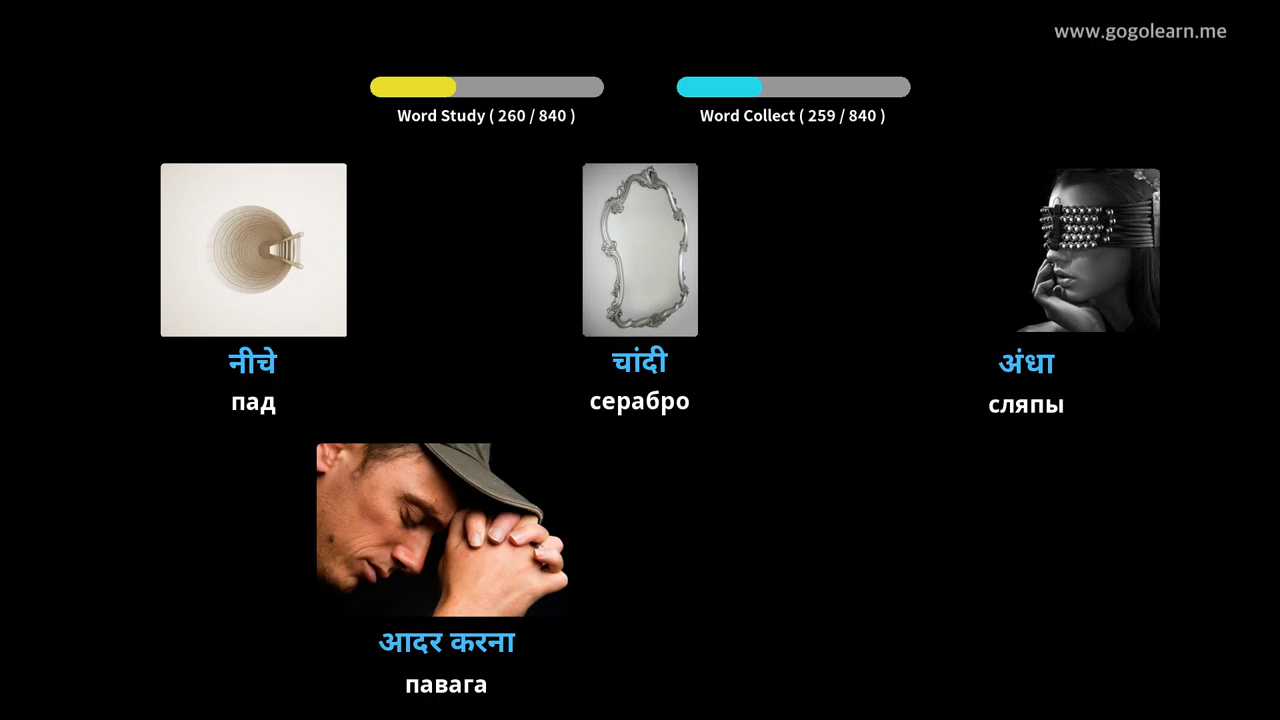 www.gogolearn.me
Word Study ( 260 / 840 )
Word Collect ( 259 / 840 )
नीचे
пад
चांदी
серабро
अंधा
сляпы
आदर करना
павага